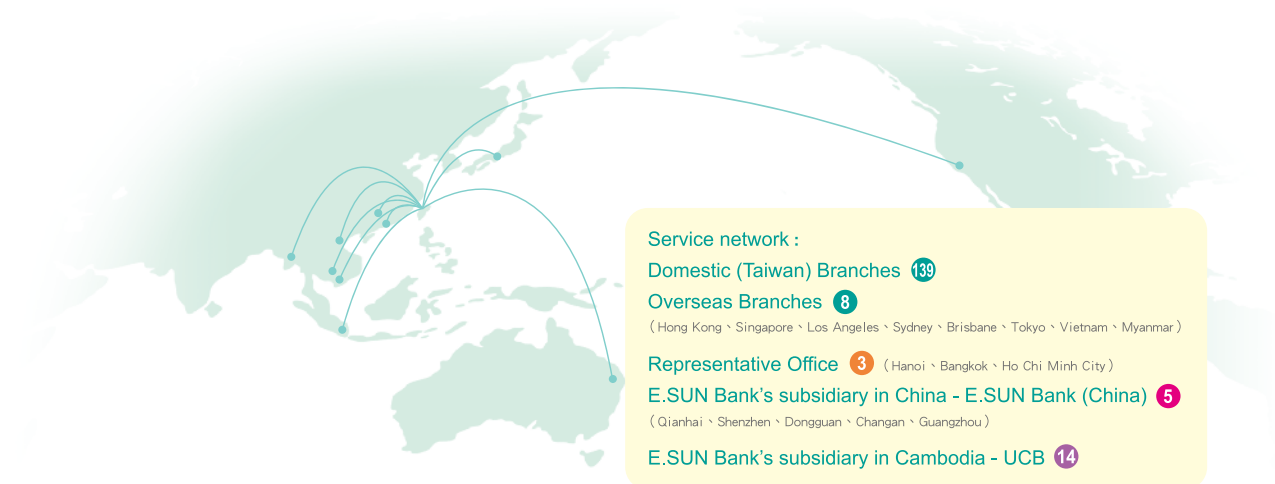 Service network :
Domestic (Taiwan) Branches 139
Overseas Branches 8
（Hong Kong、Singapore、Los Angeles、Sydney、Brisbane、Tokyo、Vietnam、Myanmar）
Representative Office 3 （Hanoi、Bangkok、Ho Chi Minh City）
E.SUN Bank’s subsidiary in China - E.SUN Bank (China) 5
（Qianhai、Shenzhen、Dongguan、Changan、Guangzhou）
E.SUN Bank’s subsidiary in Cambodia - UCB 14